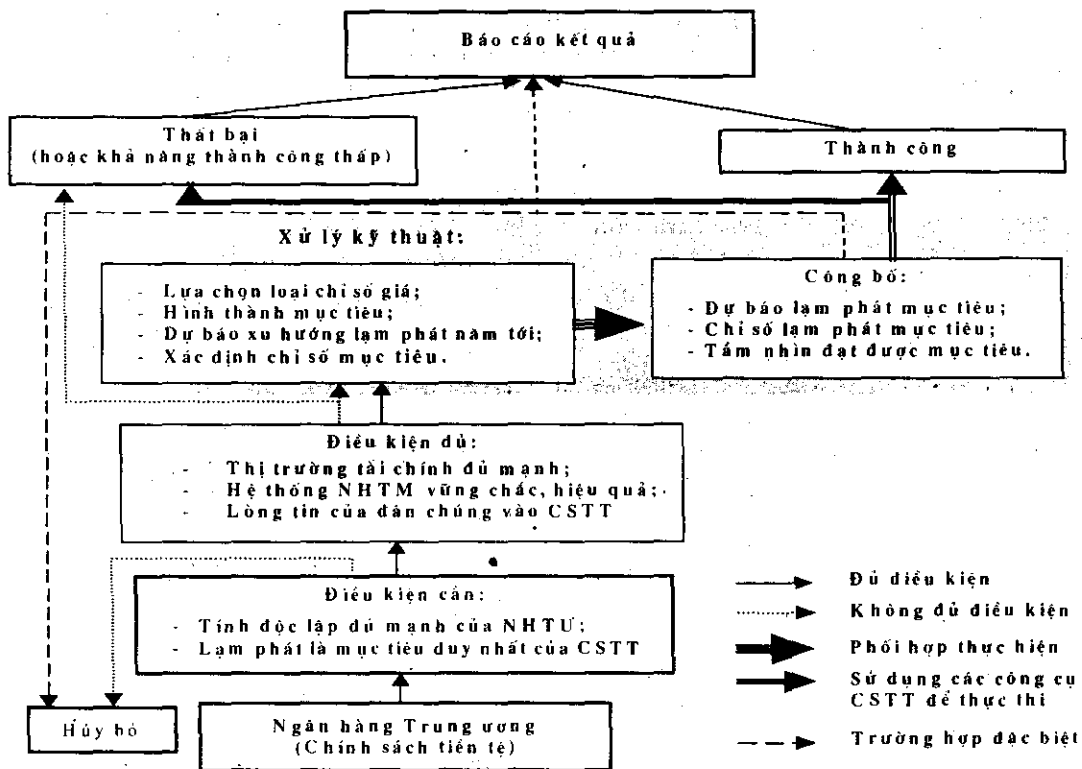 Báo cáo kết quả
Thất bại
(hoặc khả năng thành công thấp)
Thành công
Xử lý kỹ thuật:
- Lựa chọn loại chỉ số giá;
- Hình thành mục tiêu;
- Dự báo xu hướng lạm phát năm tới;
- Xác định chỉ số mục tiêu.
Công bố:
- Dự báo lạm phát mục tiêu;
- Chỉ số lạm phát mục tiêu;
- Tầm nhìn đạt được mục tiêu.
Điều kiện đủ:
- Thị trường tài chính đủ mạnh;
- Hệ thống NHTM vững chắc, hiệu quả;
- Lòng tin của dân chúng vào CSTT
Điều kiện cần:
- Tính độc lập đủ mạnh của NHTƯ;
- Lạm phát là mục tiêu duy nhất của CSTT
Hủy bỏ
Ngân hàng Trung ương
(Chính sách tiền tệ)
Đủ điều kiện
Không đủ điều kiện
Phối hợp thực hiện
Sử dụng các công cụ
CSTT để thực thi
Trường hợp đặc biệt